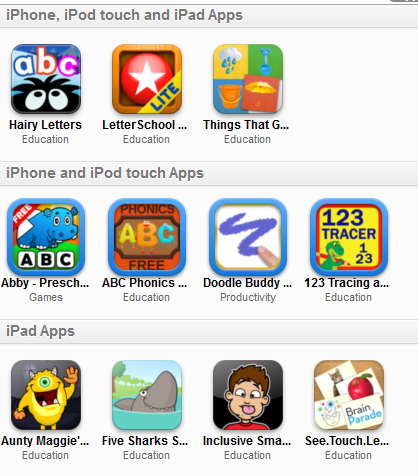 iPhone, iPod touch and iPad Apps
abc
LITE
Hairy Letters LetterSchool ... Things That G...
Education Education Education
iPhone and iPod touch Apps
FREE PHONICS 123
TRACER
ABC ABC 1 2
FREE 23
Abby - Presch... ABC Phonics ... Doodle Buddy ... 123 Tracing a...
Games Education Productivity Education
iPad Apps
Brain
Parade
Aunty Maggie'... Five Sharks S... Inclusive Sma... See.Touch.Le...
Education Education Education Education